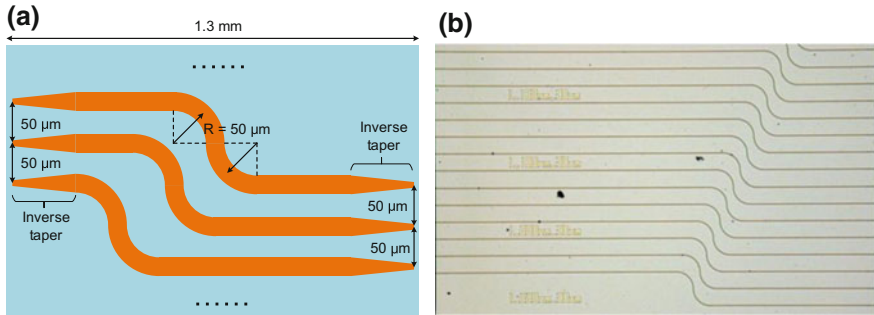 (a)
1.3 mm
......
50 µm
R = 50 µm
Inverse
taper
50 µm
Inverse
taper
50 µm
50 µm
......
(b)